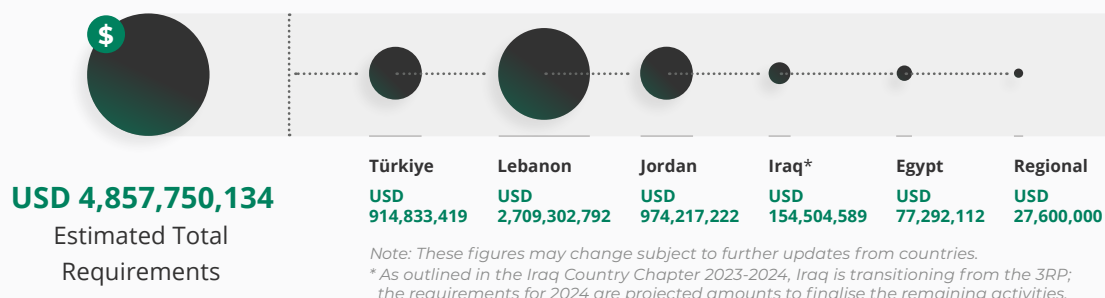 $
USD 4,857,750,134
Estimated Total
Requirements
Türkiye
USD
914,833,419
Lebanon
USD
2,709,302,792
Jordan
USD
974,217,222
Iraq*
USD
154,504,589
Egypt
USD
77,292,112
Regional
USD
27,600,000
Note: These figures may change subject to further updates from countries.
* As outlined in the Iraq Country Chapter 2023-2024, Iraq is transitioning from the 3RP;
the requirements for 2024 are projected amounts to finalise the remaining activities.